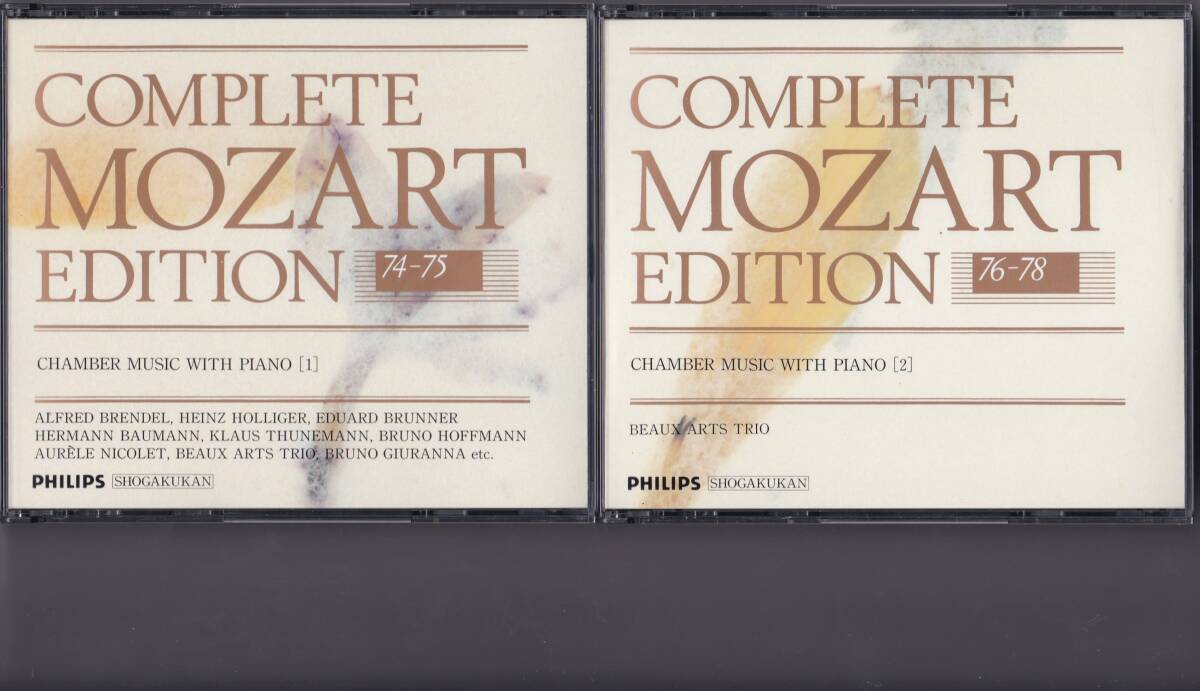 COMPLETE
MOZART
EDITION 74-75
CHAMBER MUSIC WITH PIANO [1]
ALFRED BRENDEL, HEINZ HOLLIGER, EDUARD BRUNNER
HERMANN BAUMANN, KLAUS THUNEMANN, BRUNO HOFFMANN
AURÈLE NICOLET, BEAUX ARTS TRIO, BRUNO GIURANNA etc.
PHILIPS SHOGAKUKAN
COMPLETE
MOZART
EDITION 76-78
CHAMBER MUSIC WITH PIANO [2]
BEAUX ARTS TRIO
PHILIPS SHOGAKUKAN